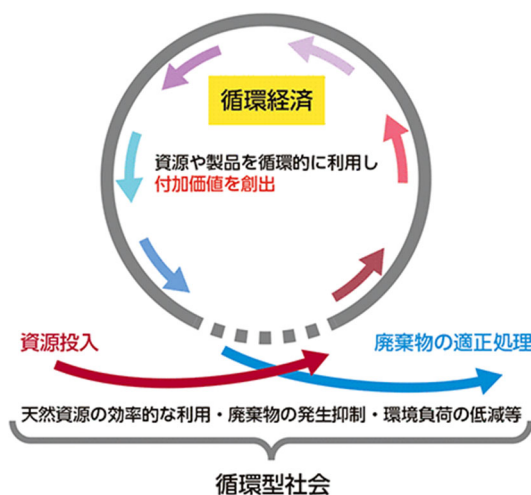 循環経済
資源や製品を循環的に利用し
付加価値を創出
資源投入
廃棄物の適正処理
天然資源の効率的な利用・廃棄物の発生抑制・環境負荷の低減等
循環型社会